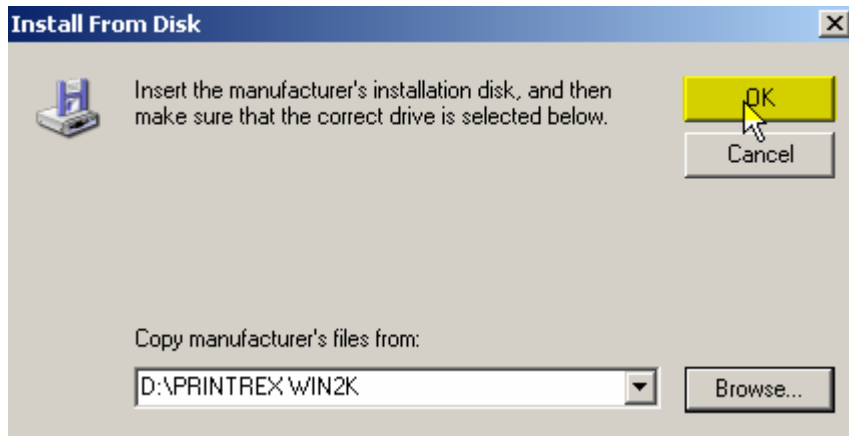 Install From Disk
Insert the manufacturer's installation disk, and then
make sure that the correct drive is selected below.
OK
Cancel
Copy manufacturer's files from:
D:\PRINTREX WIN2K
Browse...